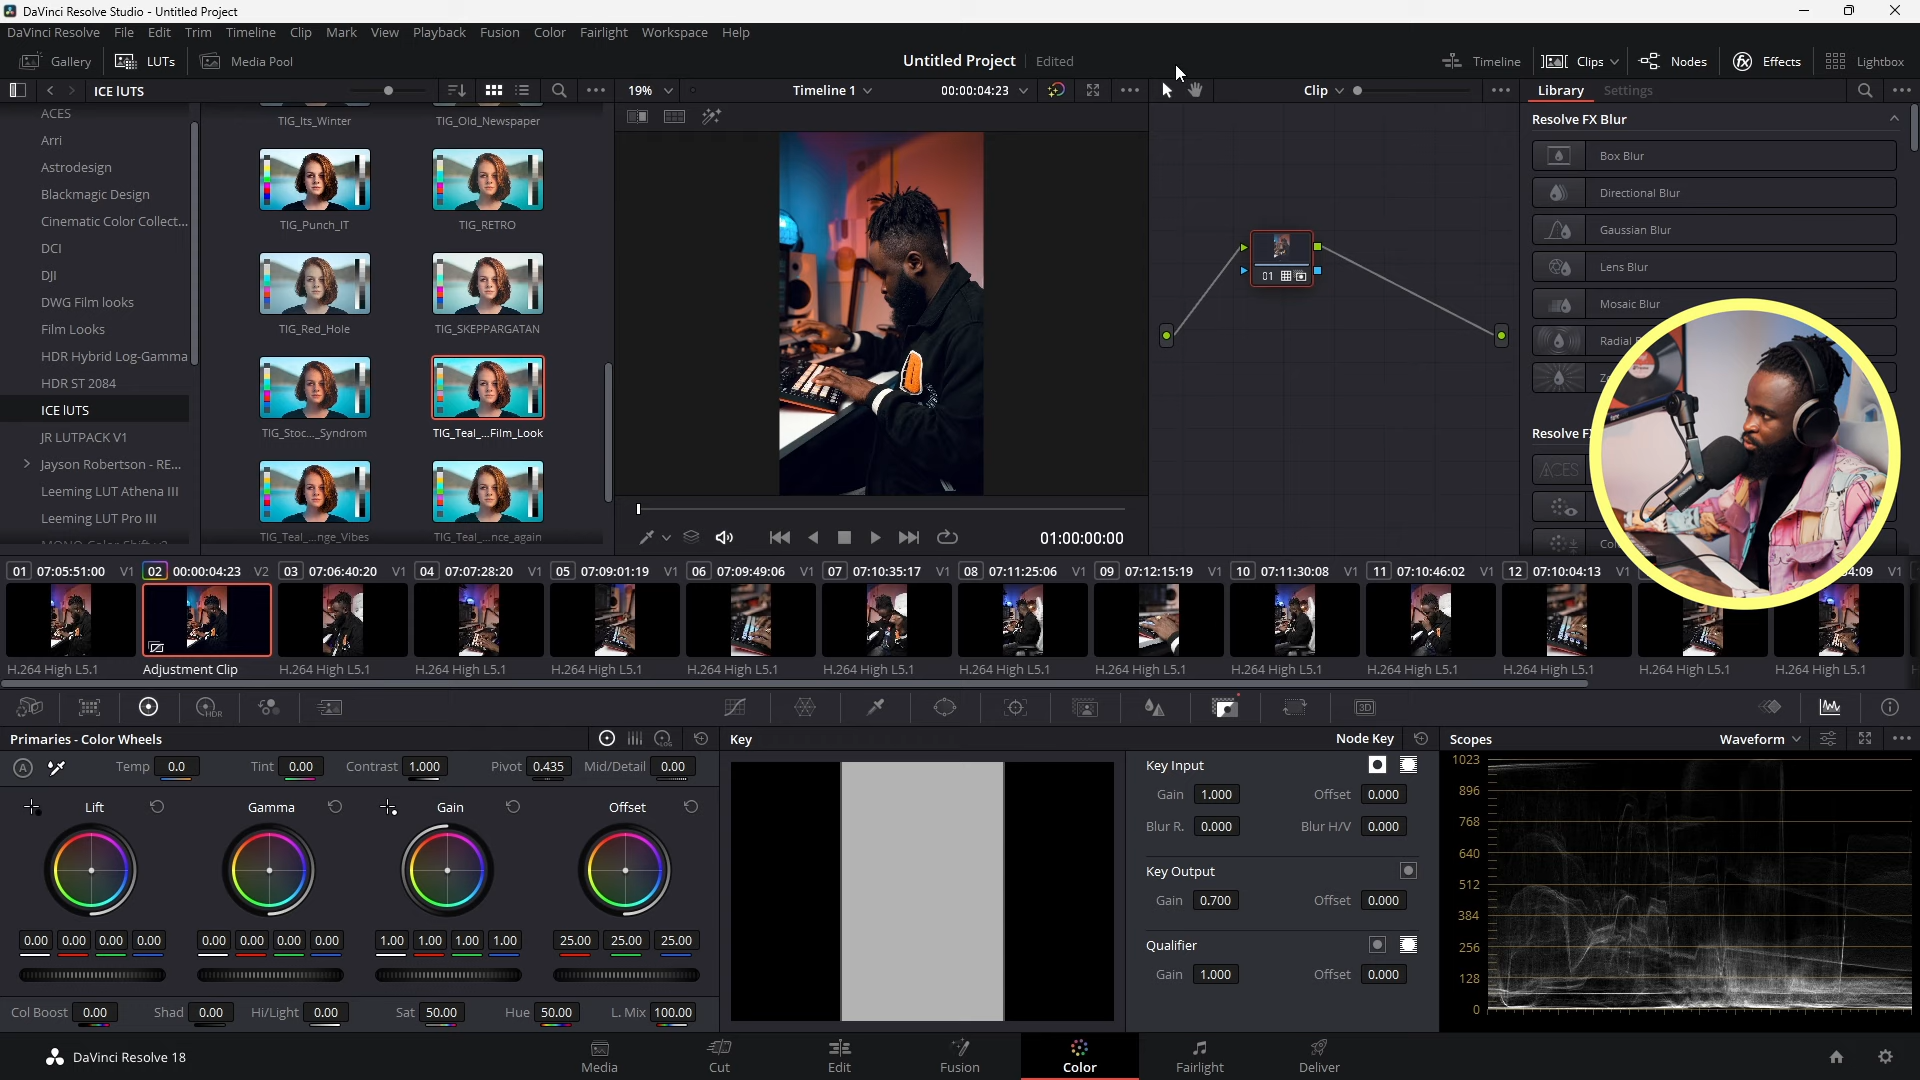 DaVinci Resolve Studio - Untitled Project
DaVinci Resolve File Edit Trim Timeline Clip Mark View Playback Fusion Color Fairlight Workspace Help
Gallery LUTs Media Pool Untitled Project Edited Timeline Clips Nodes Effects Lightbox
ICE lUTS 19% Timeline 1 00:00:04:23 Clip Library Settings
ACES
Arri
Astrodesign
Blackmagic Design
Cinematic Color Collect...
DCI
DJI
DWG Film looks
Film Looks
HDR Hybrid Log-Gamma
HDR ST 2084
ICE lUTS
JR LUTPACK V1
Jayson Robertson - RE...
Leeming LUT Athena III
Leeming LUT Pro III
TIG_Its_Winter TIG_Old_Newspaper
TIG_Punch_IT TIG_RETRO
TIG_Red_Hole TIG_SKEPPARGATAN
TIG_Stoc..._Syndrom TIG_Teal_...Film_Look
TIG_Teal_...nge_Vibes TIG_Teal_...nce_again
01:00:00:00
01
Resolve FX Blur
Box Blur
Directional Blur
Gaussian Blur
Lens Blur
Mosaic Blur
Radial
Resolve F
ACES
01 07:05:51:00 V1 02 00:00:04:23 V2 03 07:06:40:20 V1 04 07:07:28:20 V1 05 07:09:01:19 V1 06 07:09:49:06 V1 07 07:10:35:17 V1 08 07:11:25:06 V1 09 07:12:15:19 V1 10 07:11:30:08 V1 11 07:10:46:02 V1 12 07:10:04:13 V1 4:09 V1
H.264 High L5.1 Adjustment Clip H.264 High L5.1 H.264 High L5.1 H.264 High L5.1 H.264 High L5.1 H.264 High L5.1 H.264 High L5.1 H.264 High L5.1 H.264 High L5.1 H.264 High L5.1 H.264 High L5.1 H.264 High L5.1 H.264 High L5.1
HDR 3D
Primaries - Color Wheels
A Temp 0.0 Tint 0.00 Contrast 1.000 Pivot 0.435 Mid/Detail 0.00
Lift Gamma Gain Offset
0.00 0.00 0.00 0.00 0.00 0.00 0.00 0.00 1.00 1.00 1.00 1.00 25.00 25.00 25.00
Col Boost 0.00 Shad 0.00 Hi/Light 0.00 Sat 50.00 Hue 50.00 L. Mix 100.00
Key Node Key
Key Input
Gain 1.000 Offset 0.000
Blur R. 0.000 Blur H/V 0.000
Key Output
Gain 0.700 Offset 0.000
Qualifier
Gain 1.000 Offset 0.000
Scopes Waveform
1023
896
768
640
512
384
256
128
0
DaVinci Resolve 18 Media Cut Edit Fusion Color Fairlight Deliver